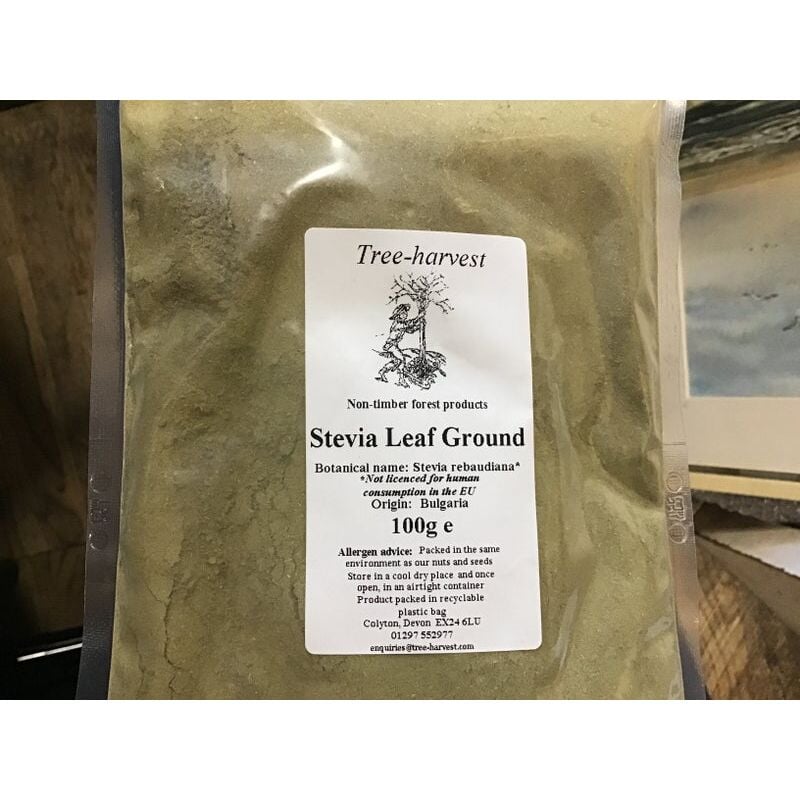 Tree-harvest
Non-timber forest products
Stevia Leaf Ground
Botanical name: Stevia rebaudiana*
*Not licenced for human
consumption in the EU
Origin: Bulgaria
100g e
Allergen advice: Packed in the same
environment as our nuts and seeds
Store in a cool dry place and once
open, in an airtight container
Product packed in recyclable
plastic bag
Colyton, Devon EX24 6LU
01297 552977
enquiries@tree-harvest.com